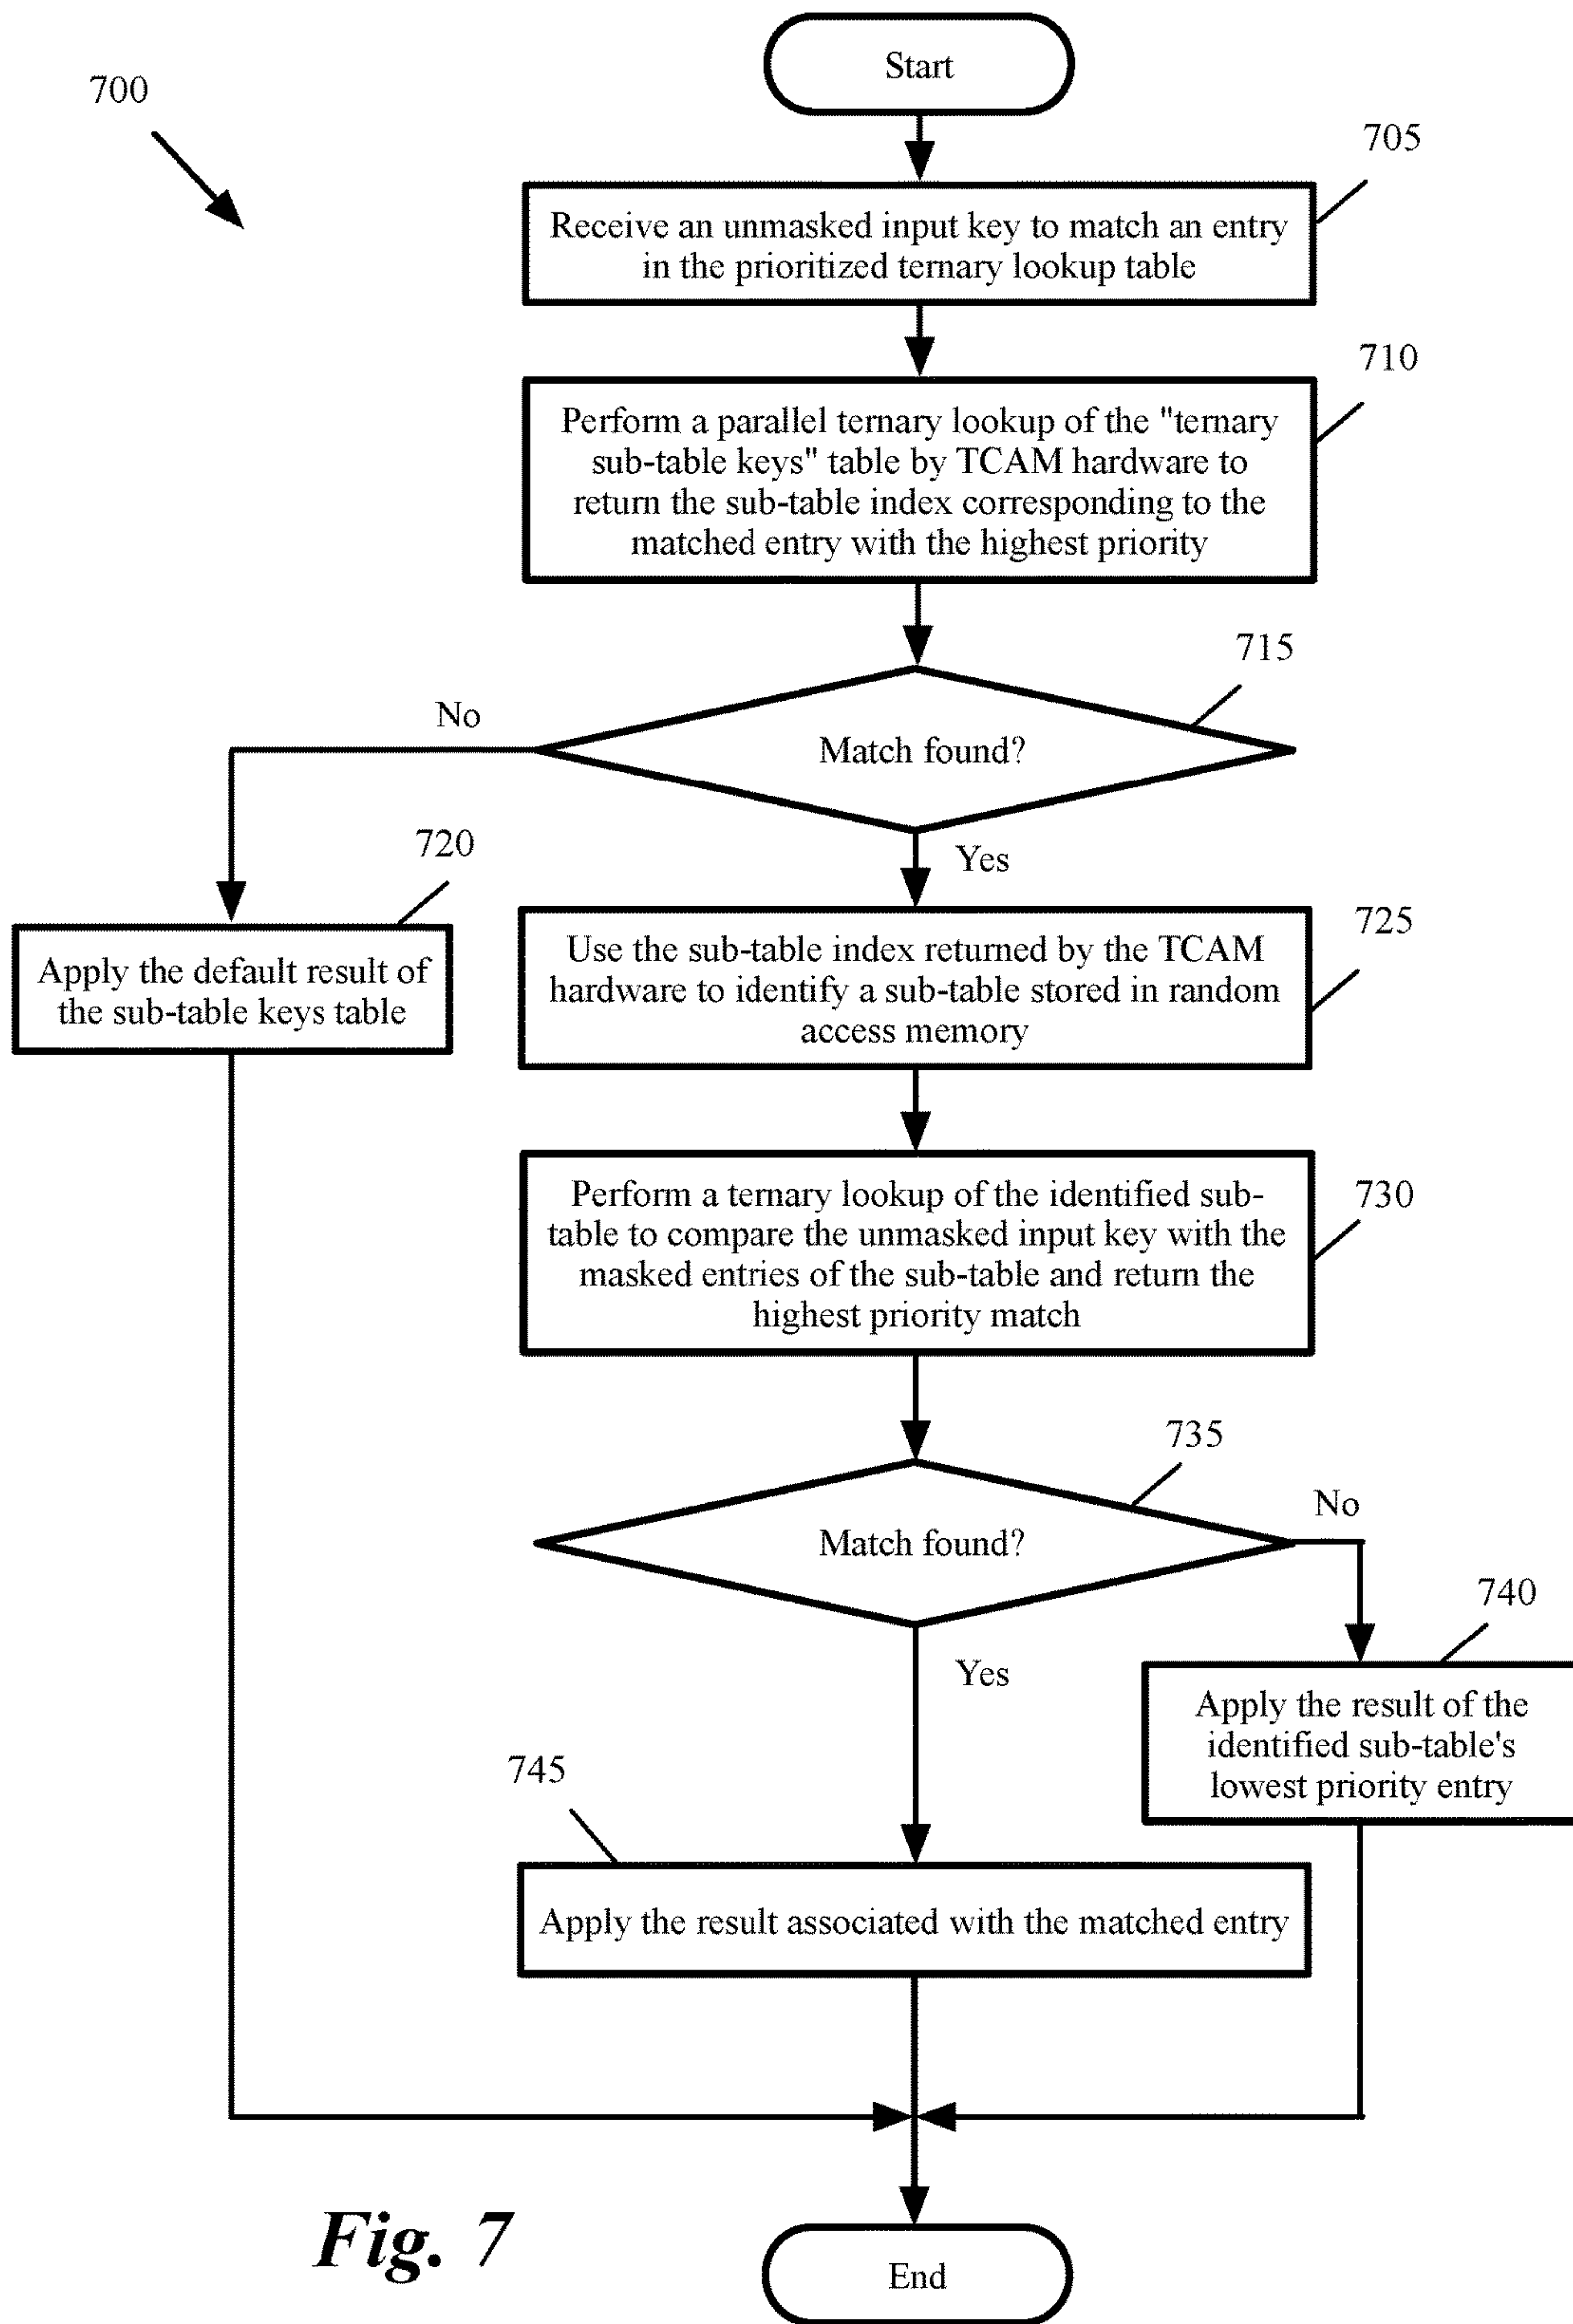 Start
700
705
Receive an unmasked input key to match an entry
in the prioritized ternary lookup table
710
Perform a parallel ternary lookup of the "ternary
sub-table keys" table by TCAM hardware to
return the sub-table index corresponding to the
matched entry with the highest priority
715
No
Match found?
Yes
720
Apply the default result of
the sub-table keys table
725
Use the sub-table index returned by the TCAM
hardware to identify a sub-table stored in random
access memory
730
Perform a ternary lookup of the identified sub-
table to compare the unmasked input key with the
masked entries of the sub-table and return the
highest priority match
735
No
Match found?
Yes
740
Apply the result of the
identified sub-table's
lowest priority entry
745
Apply the result associated with the matched entry
Fig. 7
End